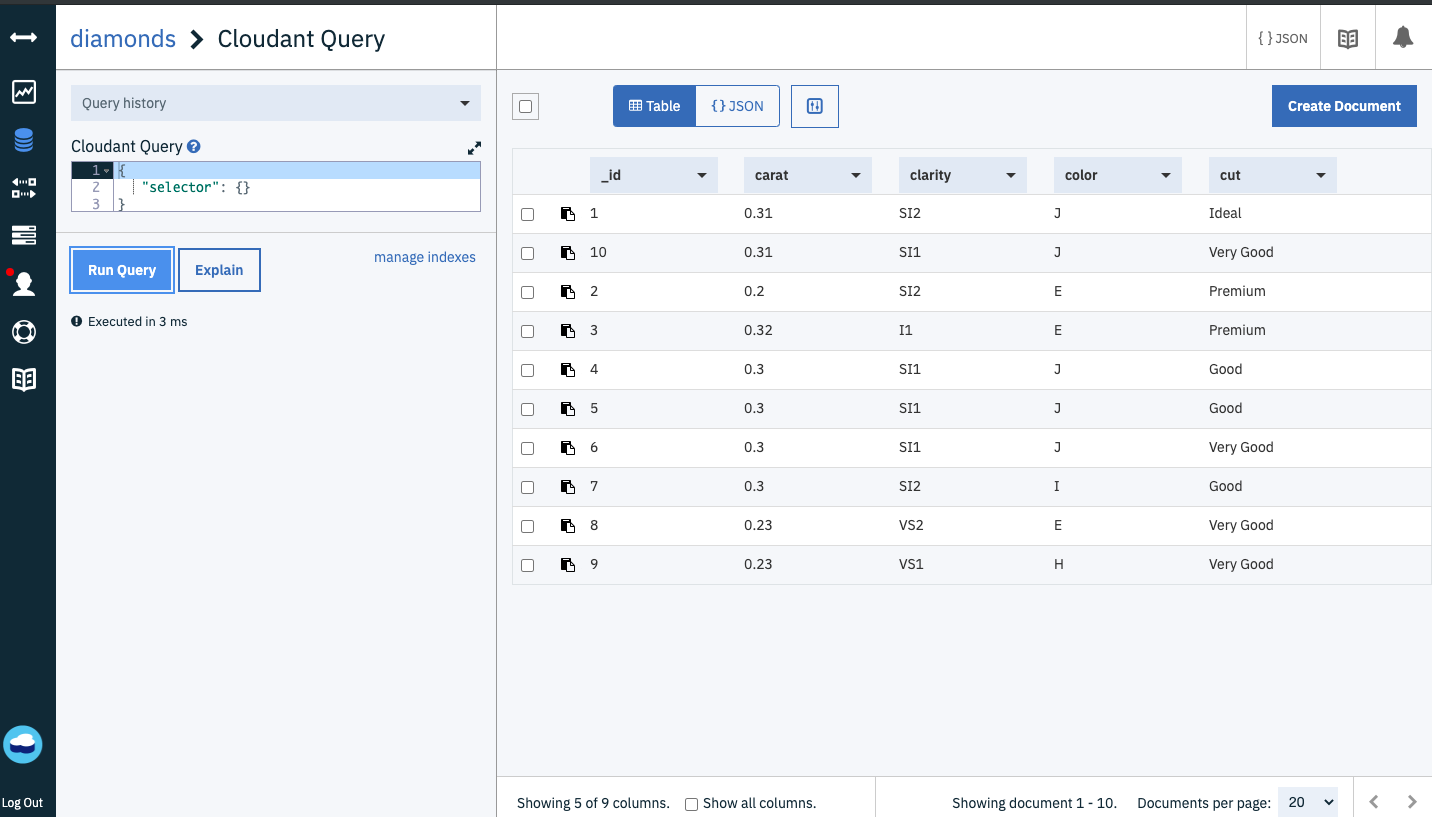 diamonds > Cloudant Query
{ } JSON
Query history
Table
{ } JSON
Create Document
Cloudant Query ?
1 {
2 "selector": {}
3 }
Run Query
Explain
manage indexes
Executed in 3 ms
_id carat clarity color cut
1 0.31 SI2 J Ideal
10 0.31 SI1 J Very Good
2 0.2 SI2 E Premium
3 0.32 I1 E Premium
4 0.3 SI1 J Good
5 0.3 SI1 J Good
6 0.3 SI1 J Very Good
7 0.3 SI2 I Good
8 0.23 VS2 E Very Good
9 0.23 VS1 H Very Good
Log Out
Showing 5 of 9 columns.
Show all columns.
Showing document 1 - 10.
Documents per page: 20